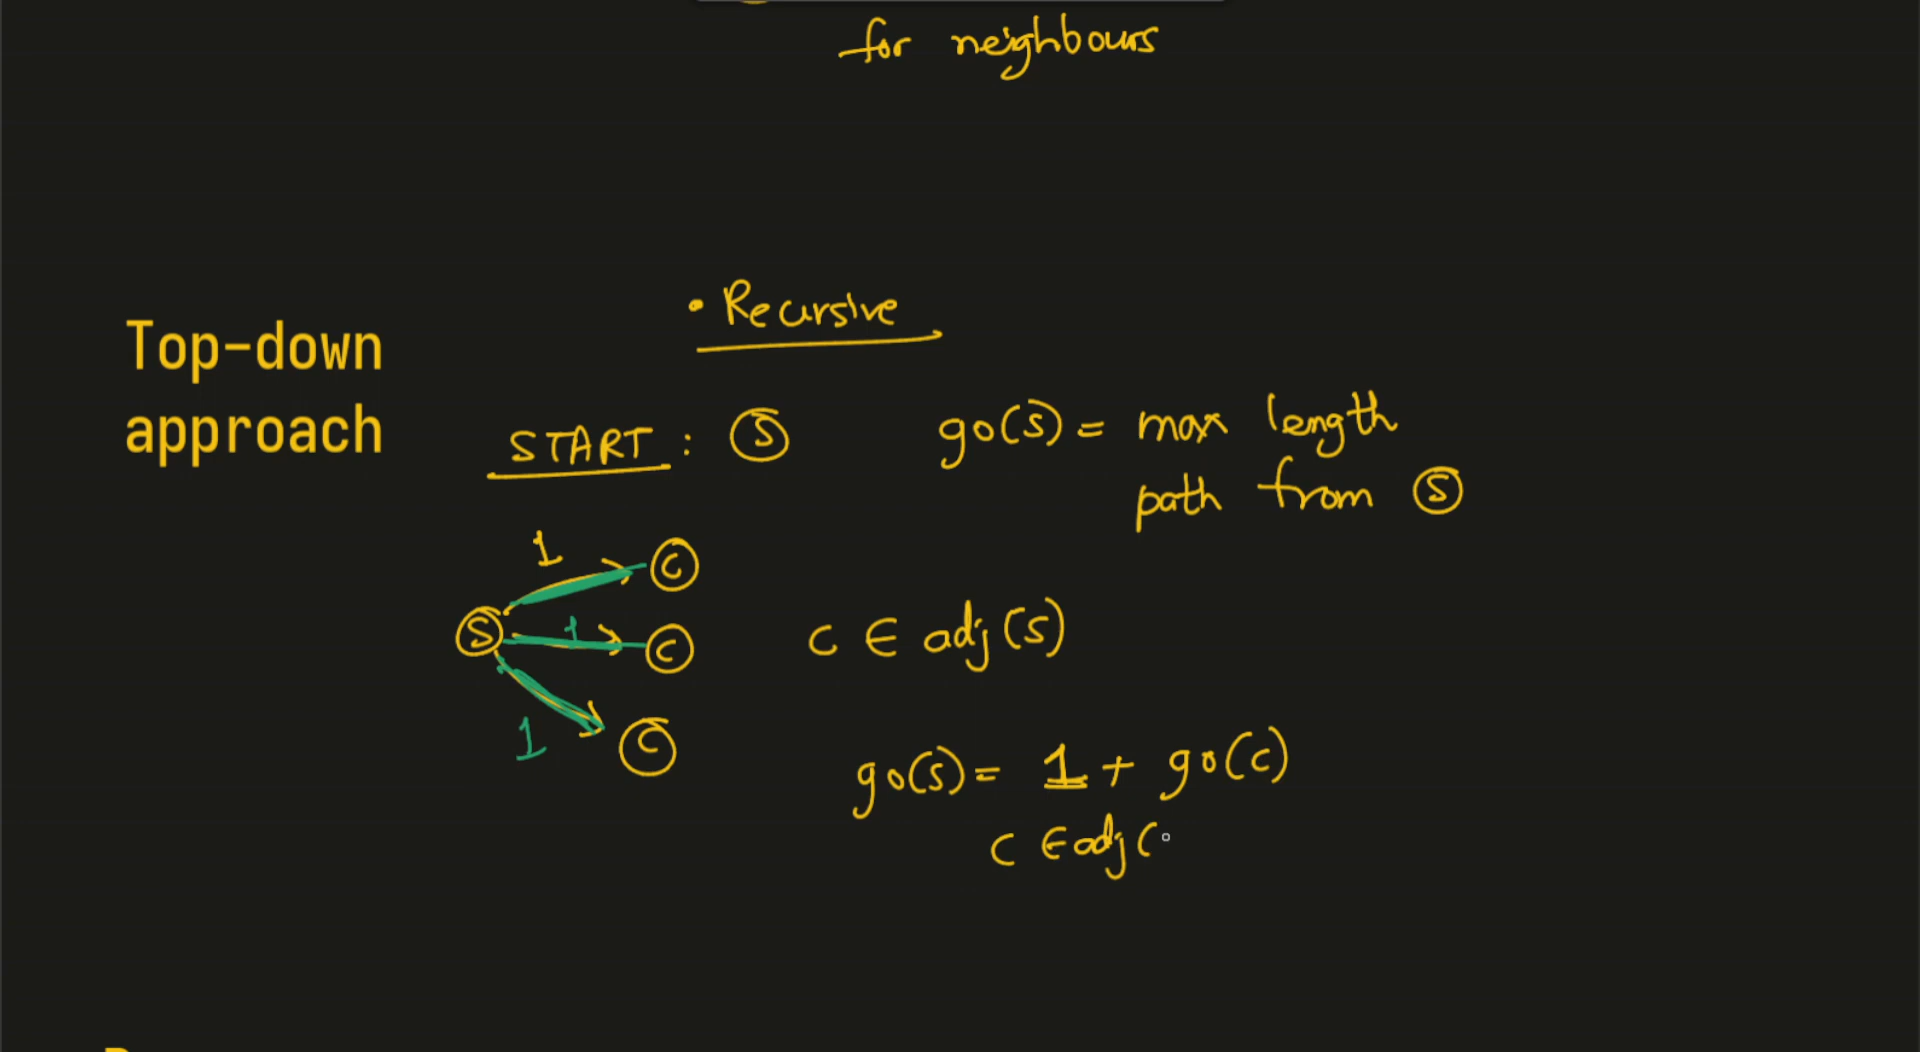 for neighbours
• Recursive
Top-down
approach
START : S
go(s) = max length
path from S
1
C
S
1
C
C ∈ adj(s)
1
C
go(s) = 1 + go(c)
C ∈ adj(